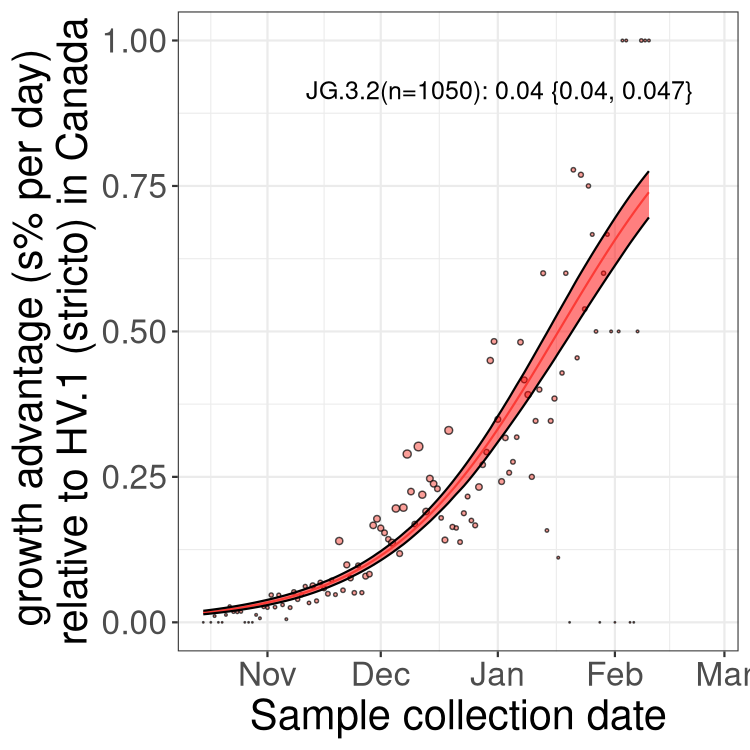 growth advantage (s% per day)
relative to HV.1 (stricto) in Canada
1.00
0.75
0.50
0.25
0.00
JG.3.2(n=1050): 0.04 {0.04, 0.047}
Nov Dec Jan Feb Mar
Sample collection date